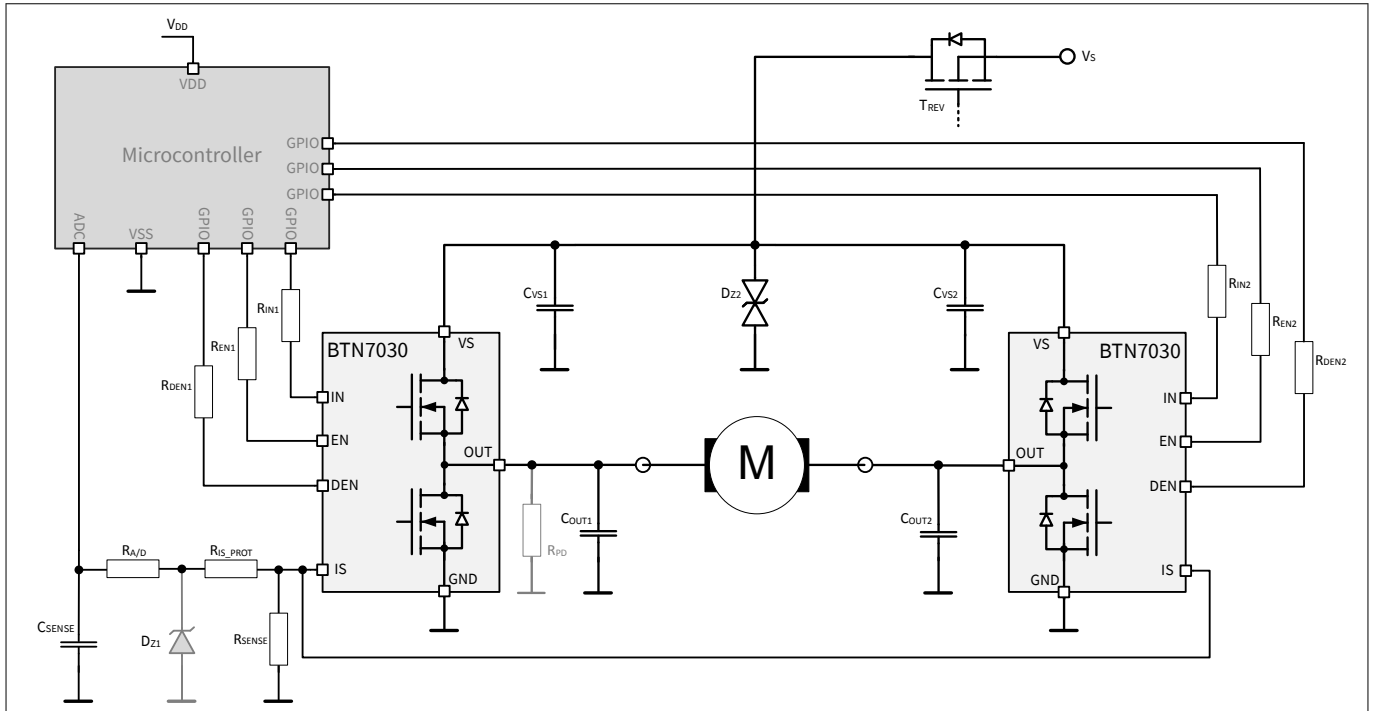 VDD
VS
TREV
VDD
Microcontroller
GPIO
GPIO
GPIO
ADC
VSS
GPIO
GPIO
GPIO
RIN1
REN1
RDEN1
CVS1
DZ2
CVS2
RIN2
REN2
RDEN2
BTN7030
VS
IN
EN
DEN
OUT
IS
GND
M
RPD
COUT1
COUT2
VS
BTN7030
IN
EN
OUT
DEN
IS
GND
RA/D
RIS_PROT
CSENSE
DZ1
RSENSE